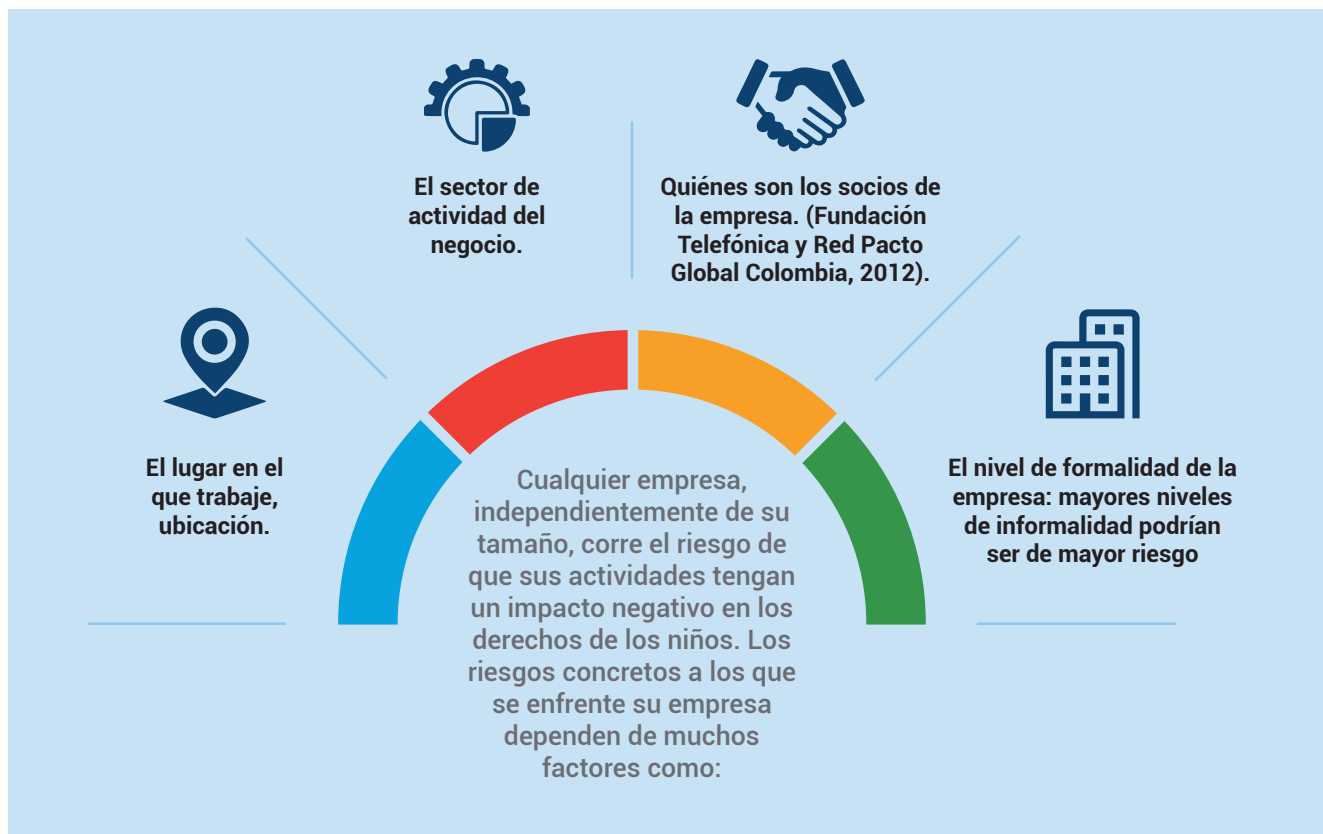 El sector de
actividad del
negocio.
Quiénes son los socios de
la empresa. (Fundación
Telefónica y Red Pacto
Global Colombia, 2012).
El lugar en el
que trabaje,
ubicación.
El nivel de formalidad de la
empresa: mayores niveles
de informalidad podrían
ser de mayor riesgo
Cualquier empresa,
independientemente de su
tamaño, corre el riesgo de
que sus actividades tengan
un impacto negativo en los
derechos de los niños. Los
riesgos concretos a los que
se enfrente su empresa
dependen de muchos
factores como: